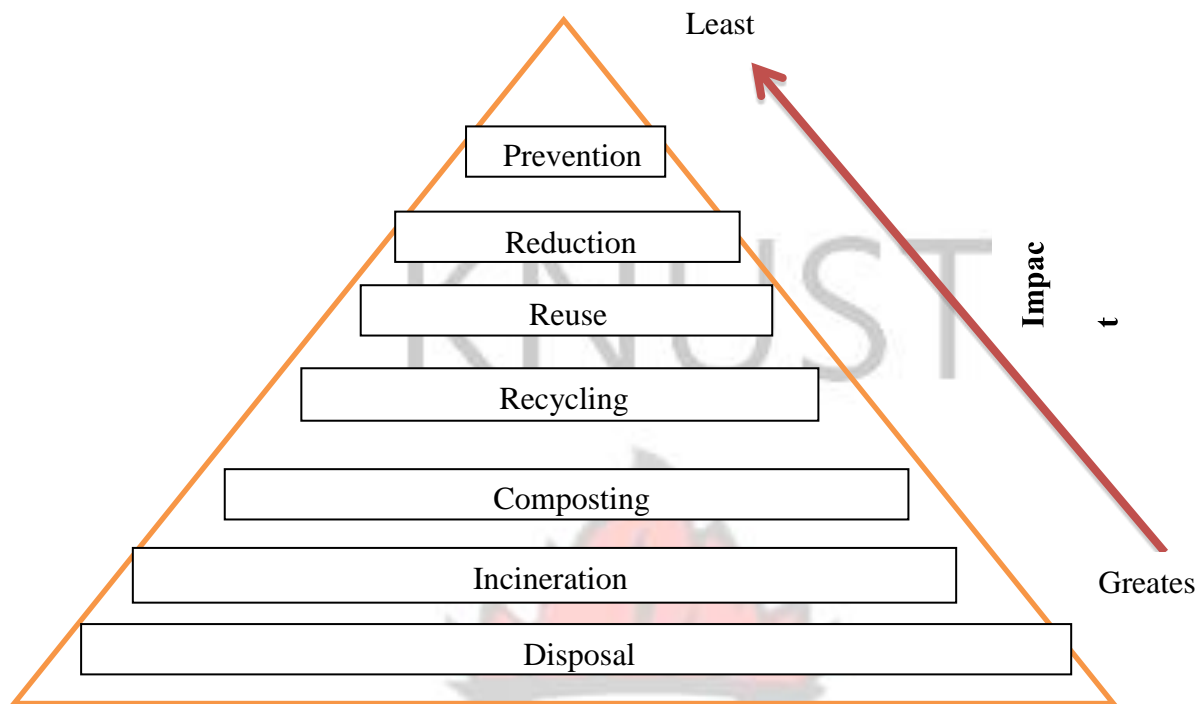 Least
Prevention
Reduction
KNUST
Impac
t
Reuse
Recycling
Composting
Incineration
Greates
Disposal